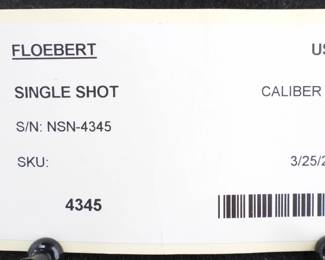 FLOEBERT US
SINGLE SHOT CALIBER
S/N: NSN-4345
SKU: 3/25/2
4345